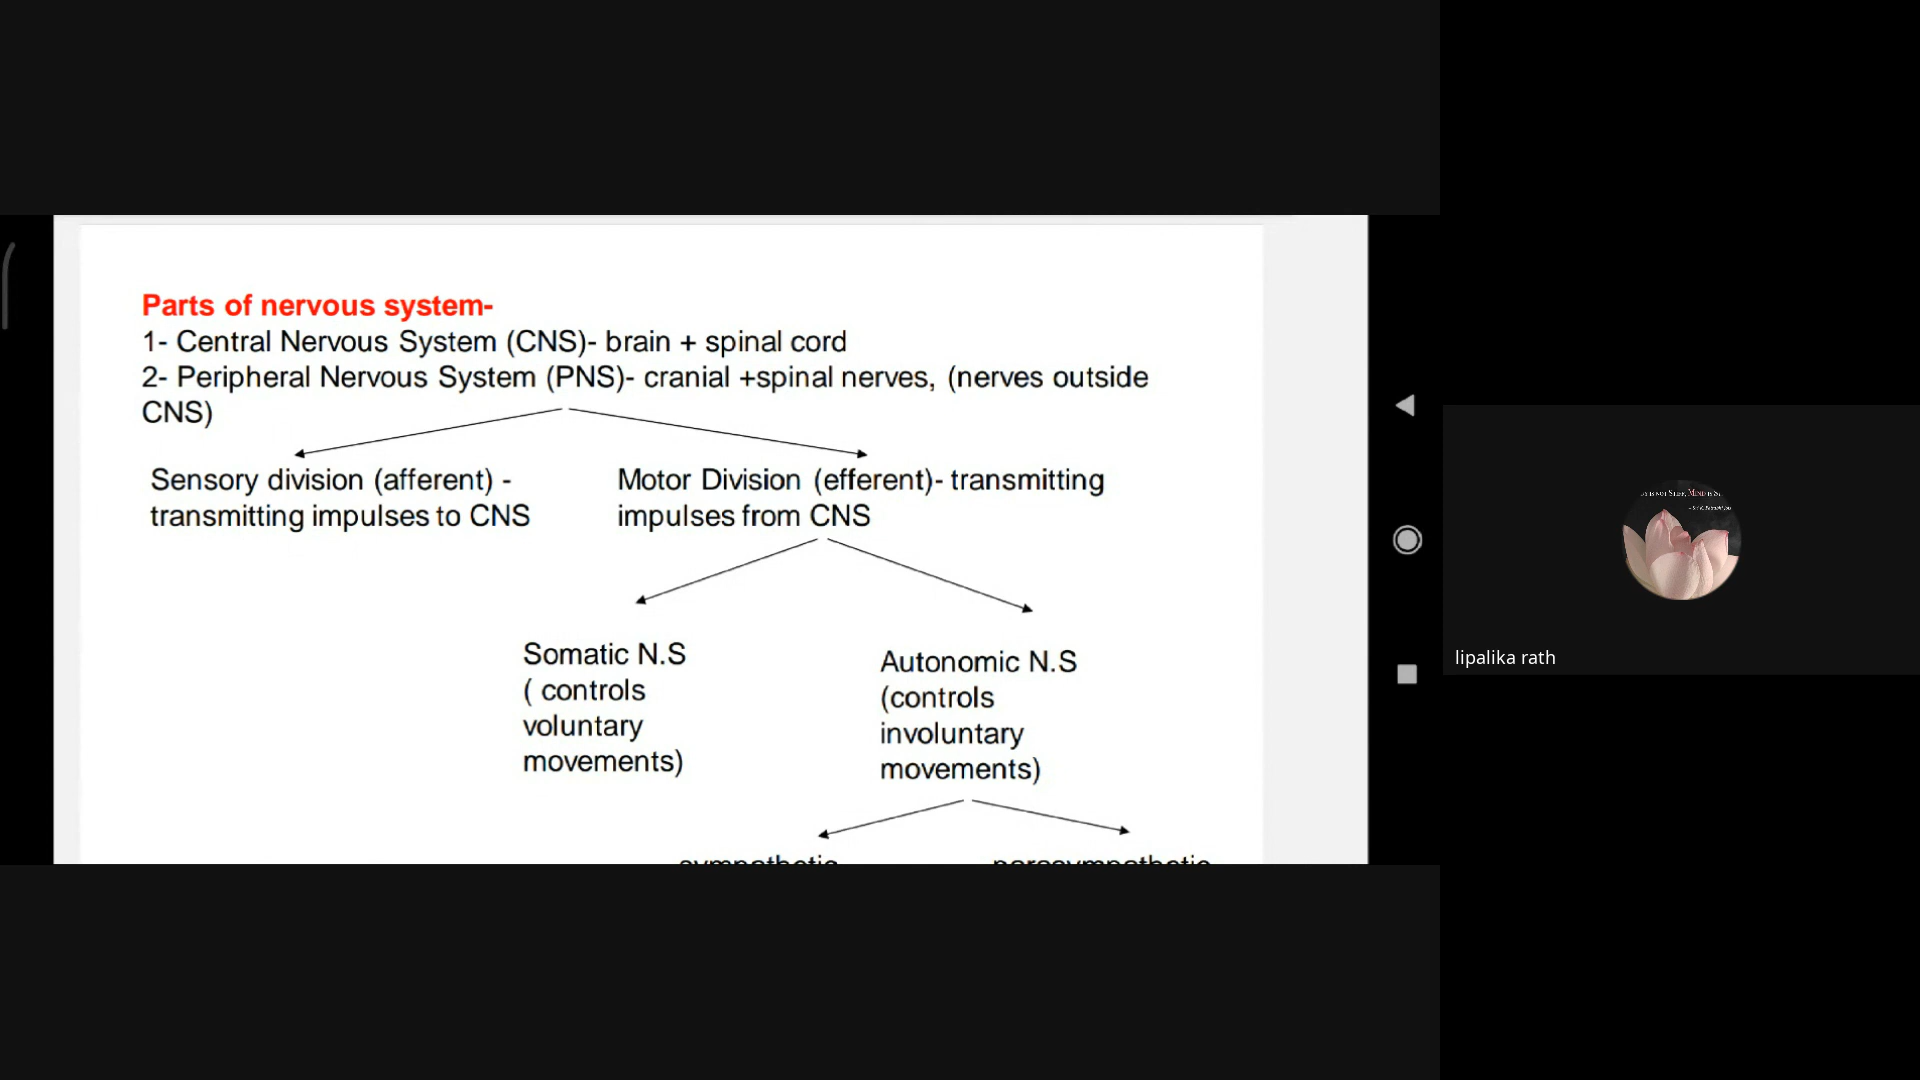 Parts of nervous system-
1- Central Nervous System (CNS)- brain + spinal cord
2- Peripheral Nervous System (PNS)- cranial +spinal nerves, (nerves outside
CNS)
Sensory division (afferent) -
transmitting impulses to CNS
Motor Division (efferent)- transmitting
impulses from CNS
Somatic N.S
( controls
voluntary
movements)
Autonomic N.S
(controls
involuntary
movements)
sympathetic
parasympathetic
lipalika rath